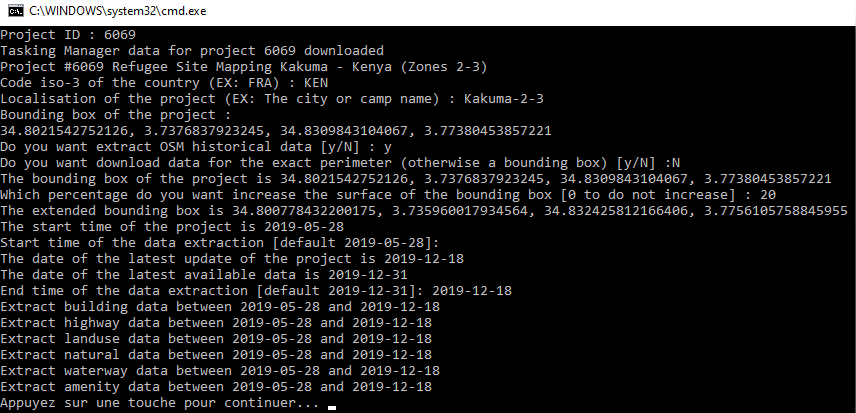 C:\WINDOWS\system32\cmd.exe
Project ID : 6069
Tasking Manager data for project 6069 downloaded
Project #6069 Refugee Site Mapping Kakuma - Kenya (Zones 2-3)
Code iso-3 of the country (EX: FRA) : KEN
Localisation of the project (EX: The city or camp name) : Kakuma-2-3
Bounding box of the project :
34.8021542752126, 3.7376837923245, 34.8309843104067, 3.77380453857221
Do you want extract OSM historical data [y/N] : y
Do you want download data for the exact perimeter (otherwise a bounding box) [y/N] :N
The bounding box of the project is 34.8021542752126, 3.7376837923245, 34.8309843104067, 3.77380453857221
Which percentage do you want increase the surface of the bounding box [0 to do not increase] : 20
The extended bounding box is 34.800778432200175, 3.735960017934564, 34.832425812166406, 3.7756105758845955
The start time of the project is 2019-05-28
Start time of the data extraction [default 2019-05-28]:
The date of the latest update of the project is 2019-12-18
The date of the latest available data is 2019-12-31
End time of the data extraction [default 2019-12-31]: 2019-12-18
Extract building data between 2019-05-28 and 2019-12-18
Extract highway data between 2019-05-28 and 2019-12-18
Extract landuse data between 2019-05-28 and 2019-12-18
Extract natural data between 2019-05-28 and 2019-12-18
Extract waterway data between 2019-05-28 and 2019-12-18
Extract amenity data between 2019-05-28 and 2019-12-18
Appuyez sur une touche pour continuer...